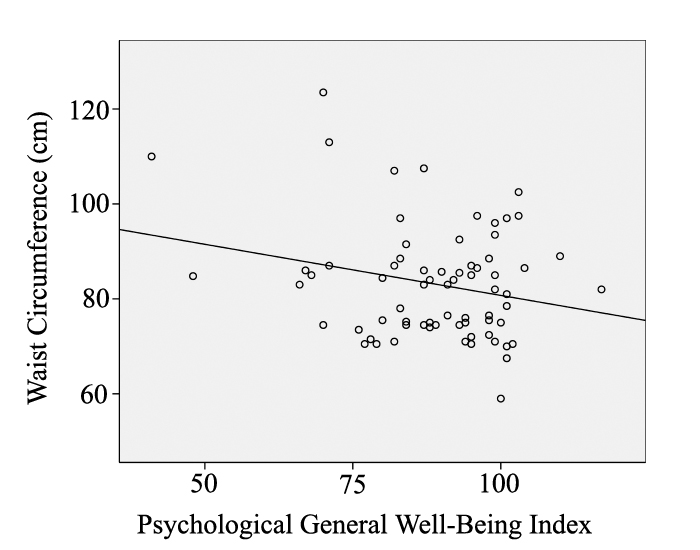 120
100
80
60
Waist Circumference (cm)
50 75 100
Psychological General Well-Being Index